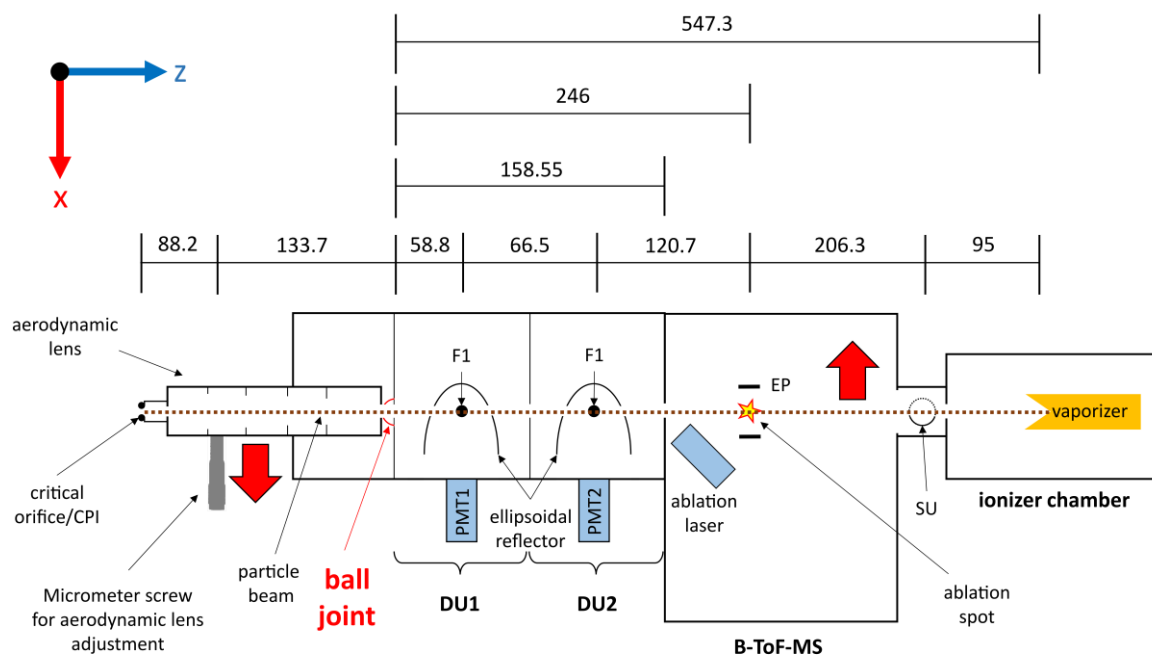 547.3
Z
246
X
158.55
88.2
133.7
58.8
66.5
120.7
206.3
95
aerodynamic
lens
F1
F1
EP
vaporizer
critical
orifice/CPI
PMT1
ellipsoidal
reflector
PMT2
ablation
laser
SU
ionizer chamber
Micrometer screw
for aerodynamic lens
adjustment
particle
beam
ball
joint
DU1
DU2
ablation
spot
B-ToF-MS